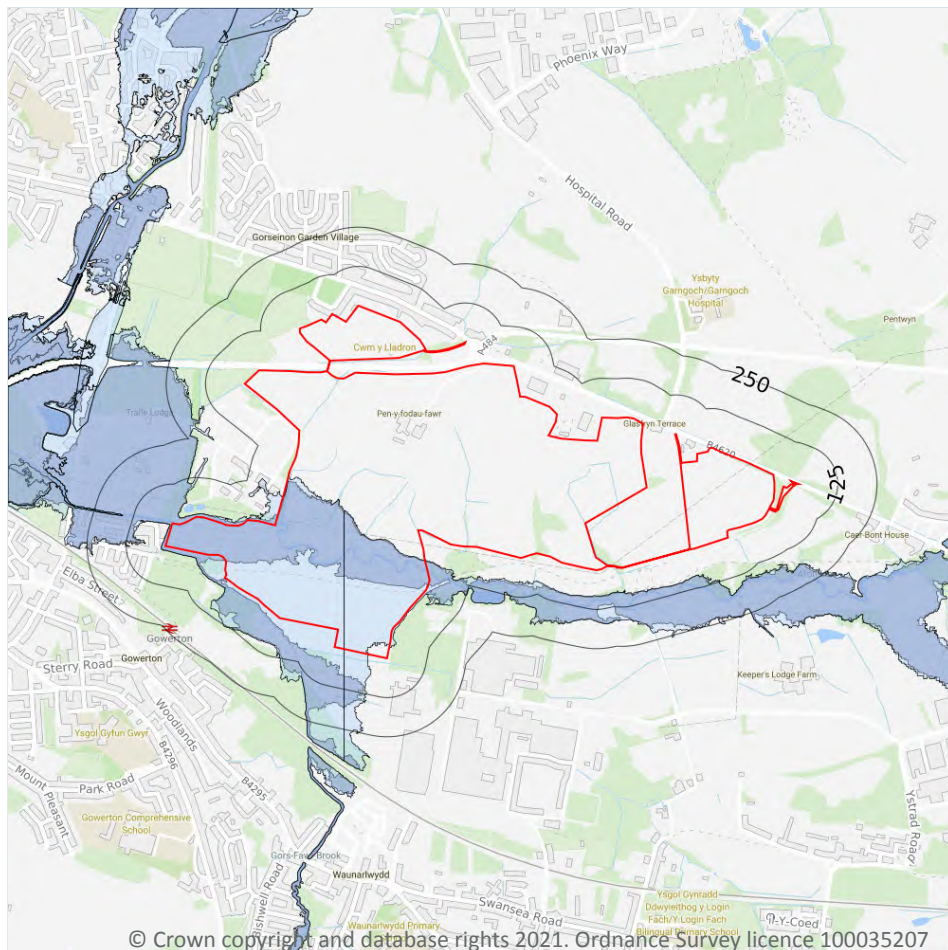 Phoenix Way
Hospital Road
Gorseinon Garden Village
Ysbyty
Garngoch/Garngoch
Hospital
Pentwyn
Cwm y Lladron
A484
250
Pen-y-fodau-fawr
Glasfryn Terrace
B4620
125
Caer-Bont House
Elba Street
Gowerton
Gowerton
Sterry Road
Keeper's Lodge Farm
Woodlands
Ysgol Gyfun Gwyr
B4296
Mount Pleasant
Park Road
B4295
Gowerton Comprehensive
School
Ystrad Road
Gors-Fawr Brook
Waunarlwydd
Bishwell Road
Swansea Road
Ysgol Gynradd
Ddwyieithog y Login
Fach/Y Login Fach
Bilingual Primary School
Waunarlwydd Primary
© Crown copyright and database rights 2021. Ordnance Survey licence 100035207